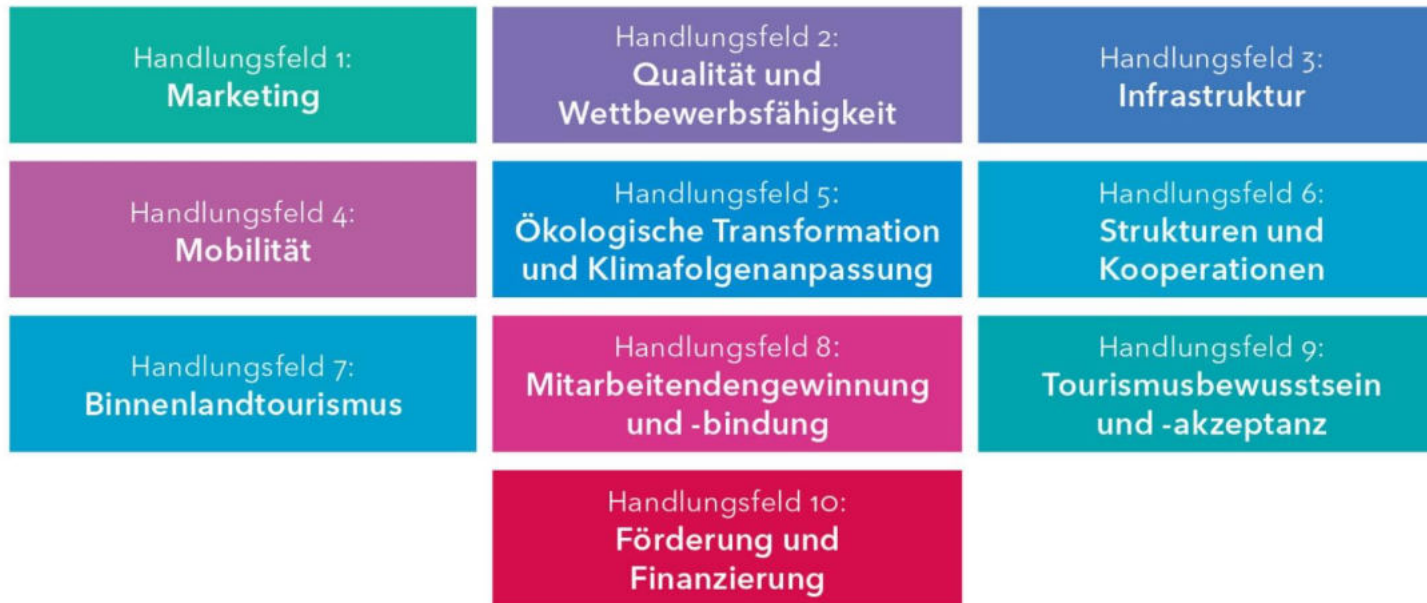 Handlungsfeld 1:
Marketing
Handlungsfeld 2:
Qualität und
Wettbewerbsfähigkeit
Handlungsfeld 3:
Infrastruktur
Handlungsfeld 4:
Mobilität
Handlungsfeld 5:
Ökologische Transformation
und Klimafolgenanpassung
Handlungsfeld 6:
Strukturen und
Kooperationen
Handlungsfeld 7:
Binnenlandtourismus
Handlungsfeld 8:
Mitarbeitendengewinnung
und -bindung
Handlungsfeld 9:
Tourismusbewusstsein
und -akzeptanz
Handlungsfeld 10:
Förderung und
Finanzierung